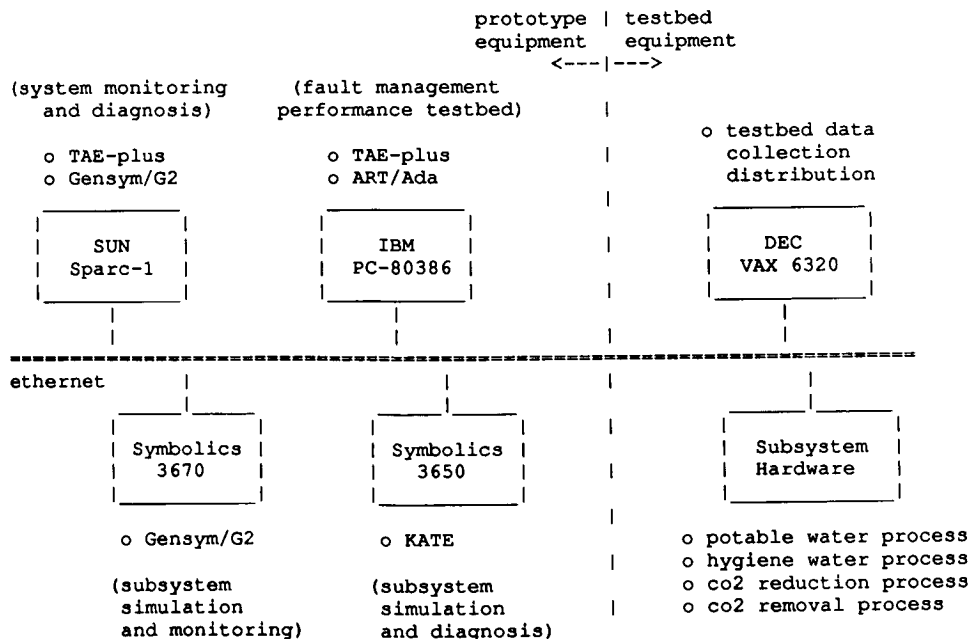 prototype | testbed
equipment | equipment
<---|--->
(system monitoring
and diagnosis)
(fault management
performance testbed)
o TAE-plus
o Gensym/G2
o TAE-plus
o ART/Ada
o testbed data
collection
distribution
SUN
Sparc-1
IBM
PC-80386
DEC
VAX 6320
ethernet
Symbolics
3670
Symbolics
3650
Subsystem
Hardware
o Gensym/G2
(subsystem
simulation
and monitoring)
o KATE
(subsystem
simulation
and diagnosis)
o potable water process
o hygiene water process
o co2 reduction process
o co2 removal process